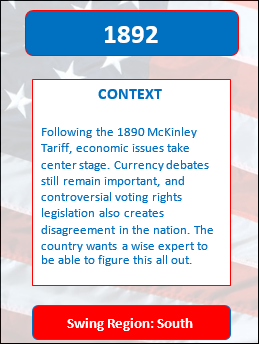 1892
CONTEXT
Following the 1890 McKinley
Tariff, economic issues take
center stage. Currency debates
still remain important, and
controversial voting rights
legislation also creates
disagreement in the nation. The
country wants a wise expert to
be able to figure this all out.
Swing Region: South